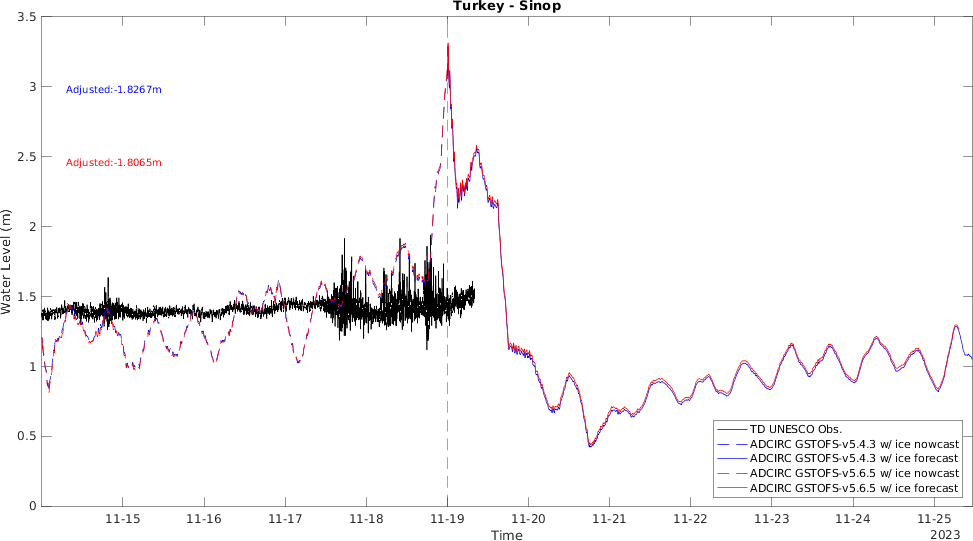 Turkey - Sinop
3.5
3
2.5
2
1.5
1
0.5
0
Water Level (m)
Adjusted:-1.8267m
Adjusted:-1.8065m
TD UNESCO Obs.
ADCIRC GSTOFS-v5.4.3 w/ ice nowcast
ADCIRC GSTOFS-v5.4.3 w/ ice forecast
ADCIRC GSTOFS-v5.6.5 w/ ice nowcast
ADCIRC GSTOFS-v5.6.5 w/ ice forecast
11-15 11-16 11-17 11-18 11-19 11-20 11-21 11-22 11-23 11-24 11-25
Time
2023